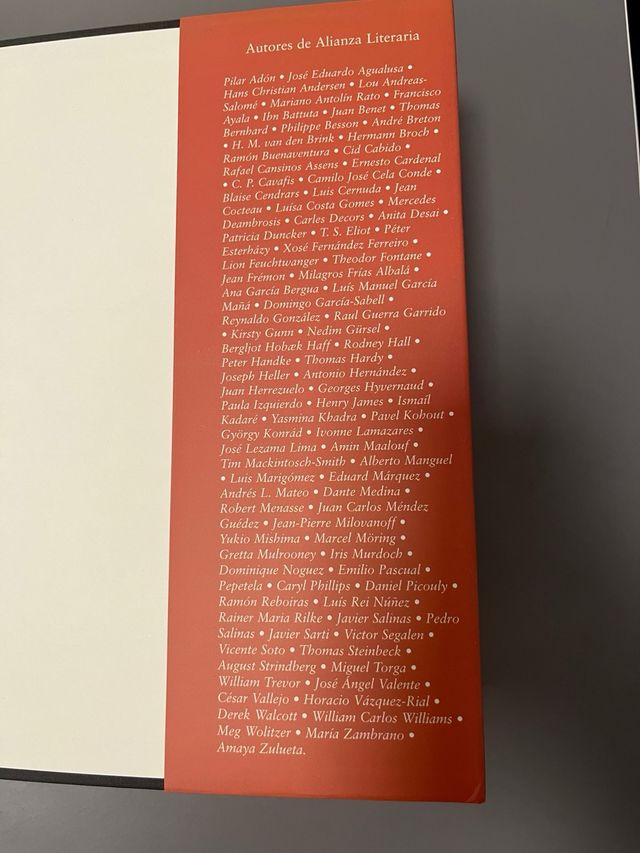 Autores de Alianza Literaria
Pilar Adón • José Eduardo Agualusa •
Hans Christian Andersen • Lou Andreas-
Salomé • Mariano Antolín Rato • Francisco
Ayala • Ibn Battuta • Juan Benet • Thomas
Bernhard • Philippe Besson • André Breton
• H. M. van den Brink • Hermann Broch •
Ramón Buenaventura • Cid Cabido •
Rafael Cansinos Assens • Ernesto Cardenal
• C. P. Cavafis • Camilo José Cela Conde •
Blaise Cendrars • Luis Cernuda • Jean
Cocteau • Luísa Costa Gomes • Mercedes
Deambrosis • Carles Decors • Anita Desai •
Patricia Duncker • T. S. Eliot • Péter
Esterházy • Xosé Fernández Ferreiro •
Lion Feuchtwanger • Theodor Fontane •
Jean Frémon • Milagros Frías Albalá •
Ana García Bergua • Luís Manuel García
Mañá • Domingo García-Sabell •
Reynaldo González • Raul Guerra Garrido
• Kirsty Gunn • Nedim Gürsel •
Bergljot Hobæk Haff • Rodney Hall •
Peter Handke • Thomas Hardy •
Joseph Heller • Antonio Hernández •
Juan Herrezuelo • Georges Hyvernaud •
Paula Izquierdo • Henry James • Ismaíl
Kadaré • Yasmina Khadra • Pavel Kohout •
György Konrád • Ivonne Lamazares •
José Lezama Lima • Amin Maalouf •
Tim Mackintosch-Smith • Alberto Manguel
• Luis Marigómez • Eduard Márquez •
Andrés L. Mateo • Dante Medina •
Robert Menasse • Juan Carlos Méndez
Guédez • Jean-Pierre Milovanoff •
Yukio Mishima • Marcel Möring •
Gretta Mulrooney • Iris Murdoch •
Dominique Noguez • Emilio Pascual •
Pepetela • Caryl Phillips • Daniel Picouly •
Ramón Reboiras • Luís Rei Núñez •
Rainer Maria Rilke • Javier Salinas • Pedro
Salinas • Javier Sarti • Victor Segalen •
Vicente Soto • Thomas Steinbeck •
August Strindberg • Miguel Torga •
William Trevor • José Ángel Valente •
César Vallejo • Horacio Vázquez-Rial •
Derek Walcott • William Carlos Williams •
Meg Wolitzer • María Zambrano •
Amaya Zulueta.